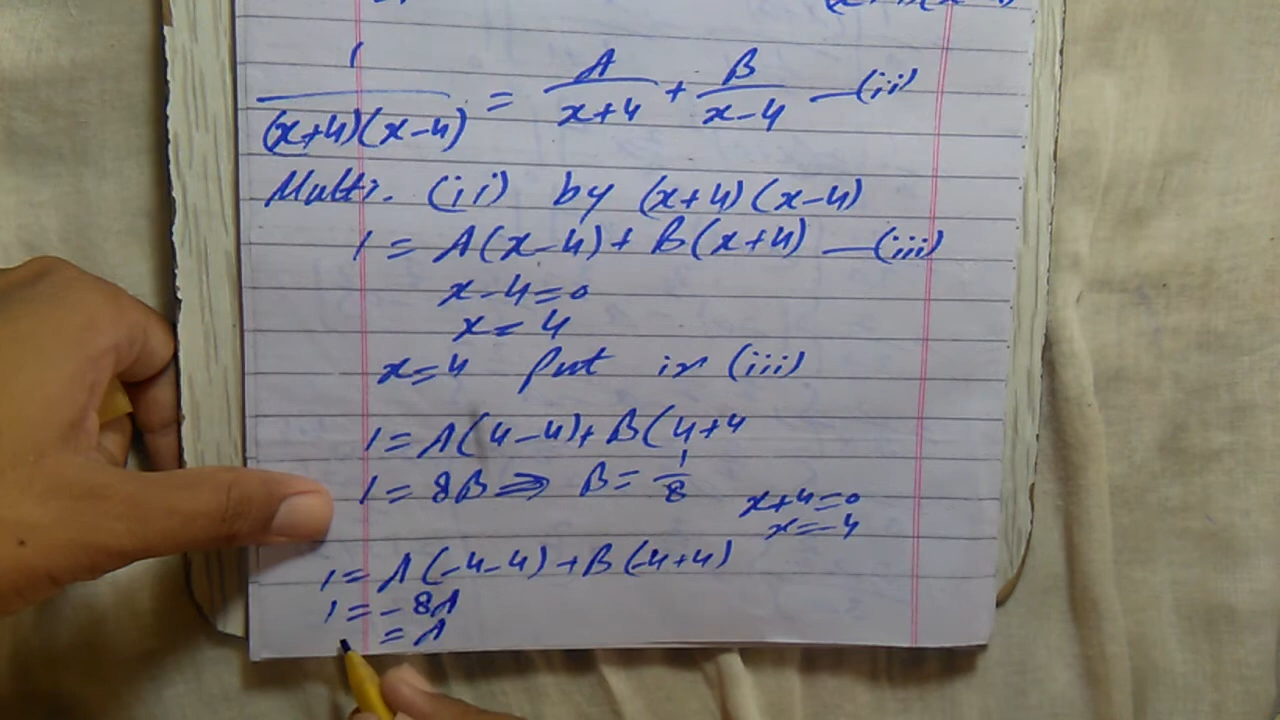 1/((x+4)(x-4)) = A/(x+4) + B/(x-4) —(ii)
Multi. (ii) by (x+4)(x-4)
1 = A(x-4) + B(x+4) —(iii)
x-4=0
x= 4
x=4 Put in (iii)
1 = A(4-4)+B(4+4
1 = 8B ⇒ B = 1/8
x+4=0
x=-4
1 = A(-4-4)+B(-4+4)
1 = -8A
= A